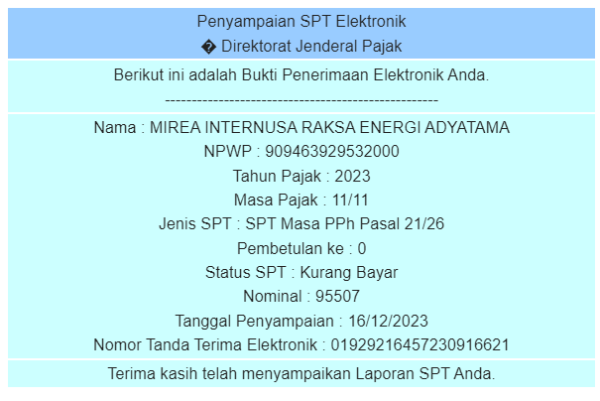 Penyampaian SPT Elektronik
� Direktorat Jenderal Pajak
Berikut ini adalah Bukti Penerimaan Elektronik Anda.
----------------------------------------------------
Nama : MIREA INTERNUSA RAKSA ENERGI ADYATAMA
NPWP : 909463929532000
Tahun Pajak : 2023
Masa Pajak : 11/11
Jenis SPT : SPT Masa PPh Pasal 21/26
Pembetulan ke : 0
Status SPT : Kurang Bayar
Nominal : 95507
Tanggal Penyampaian : 16/12/2023
Nomor Tanda Terima Elektronik : 01929216457230916621
Terima kasih telah menyampaikan Laporan SPT Anda.